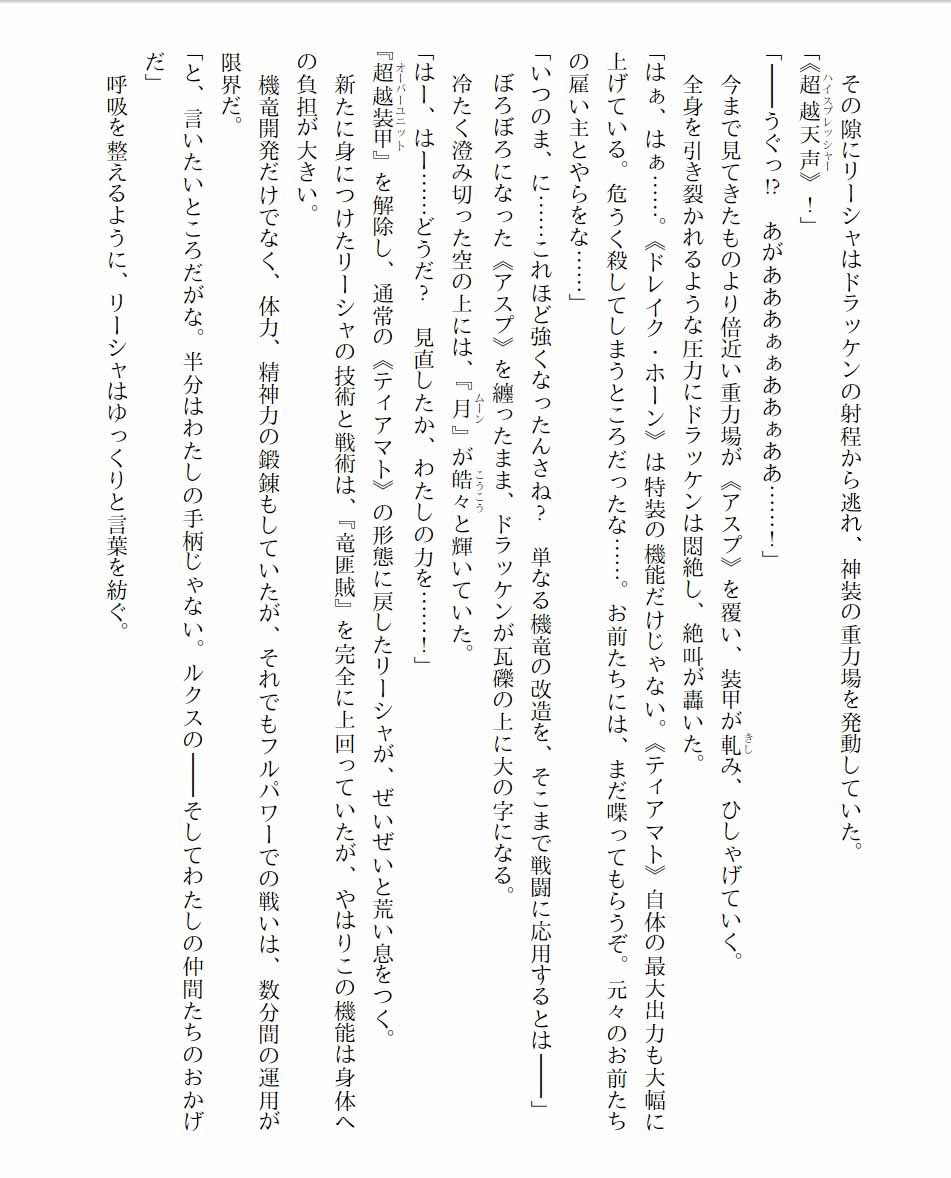 その隙にリーシャはドラッケンの射程から逃れ、神装の重力場を発動していた。
「《超越天声》！」
ハイスプレッシャー
「――うぐっ!?　あがあああぁぁあああぁああ……！」
今まで見てきたものより倍近い重力場が《アスプ》を覆い、装甲が軋み、ひしゃげていく。
きし
全身を引き裂かれるような圧力にドラッケンは悶絶し、絶叫が轟いた。
「はぁ、はぁ……。《ドレイク・ホーン》は特装の機能だけじゃない。《ティアマト》自体の最大出力も大幅に
上げている。危うく殺してしまうところだったな……。お前たちには、まだ喋ってもらうぞ。元々のお前たち
の雇い主とやらをな……」
「いつのま、に……これほど強くなったんさね？　単なる機竜の改造を、そこまで戦闘に応用するとは――」
ぼろぼろになった《アスプ》を纏ったまま、ドラッケンが瓦礫の上に大の字になる。
冷たく澄み切った空の上には、『月』が皓々と輝いていた。
ムーン
こうこう
「はー、はー……どうだ？　見直したか、わたしの力を……！」
『超越装甲』を解除し、通常の《ティアマト》の形態に戻したリーシャが、ぜいぜいと荒い息をつく。
オーバーユニット
新たに身につけたリーシャの技術と戦術は、『竜匪賊』を完全に上回っていたが、やはりこの機能は身体へ
の負担が大きい。
機竜開発だけでなく、体力、精神力の鍛錬もしていたが、それでもフルパワーでの戦いは、数分間の運用が
限界だ。
「と、言いたいところだがな。半分はわたしの手柄じゃない。ルクスの――そしてわたしの仲間たちのおかげ
だ」
呼吸を整えるように、リーシャはゆっくりと言葉を紡ぐ。